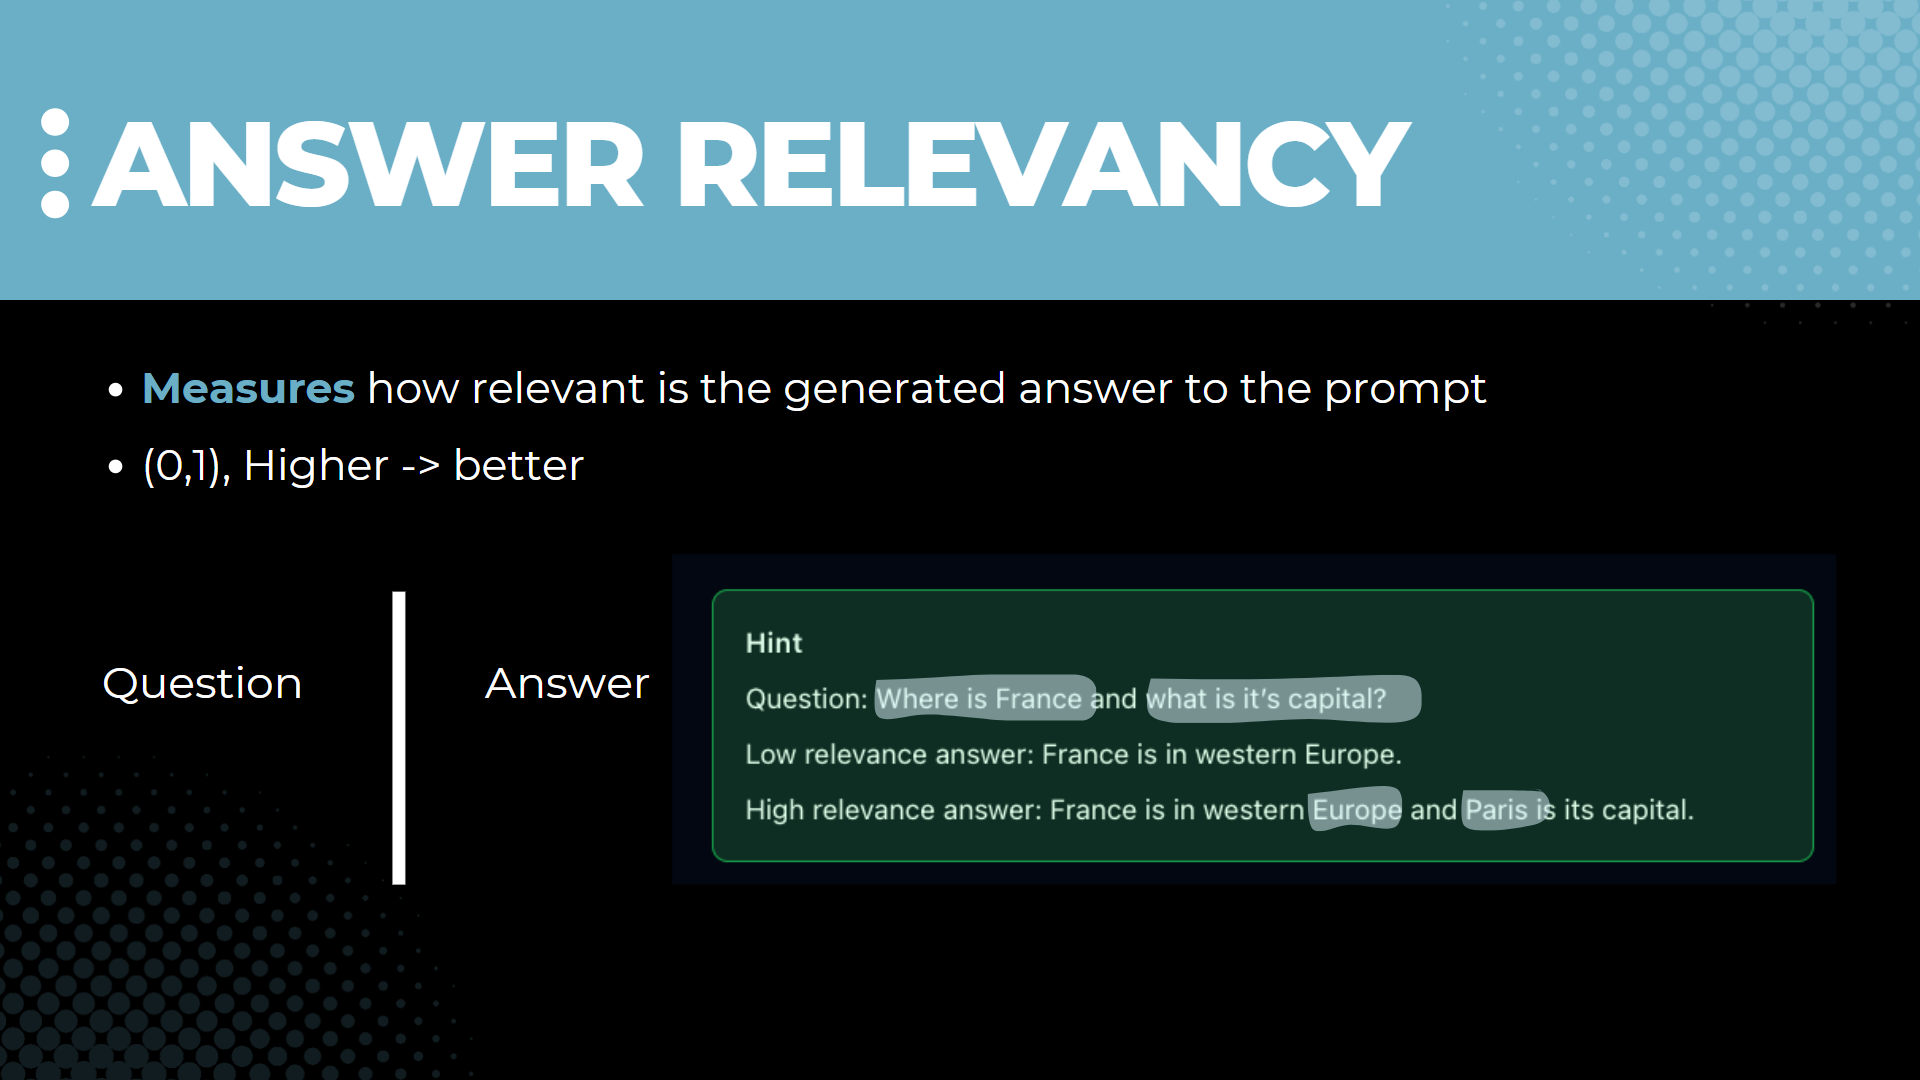 ANSWER RELEVANCY
• Measures how relevant is the generated answer to the prompt
• (0,1), Higher -> better
Question
Answer
Hint
Question: Where is France and what is it’s capital?
Low relevance answer: France is in western Europe.
High relevance answer: France is in western Europe and Paris is its capital.